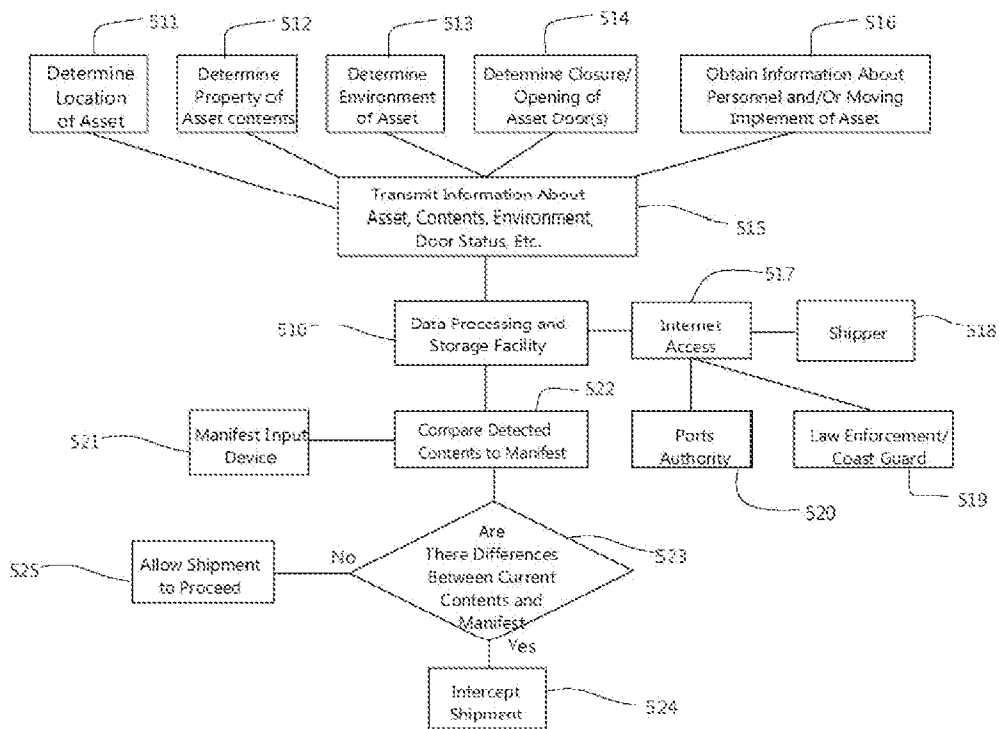 511
512
513
514
516
Determine
Location
of Asset
Determine
Property of
Asset contents
Determine
Environment
of Asset
Determine Closure/
Opening of
Asset Door(s)
Obtain Information About
Personnel and/Or Moving
Implement of Asset
Transmit Information About
Asset, Contents, Environment,
Door Status, Etc.
515
517
510
Data Processing and
Storage Facility
Internet
Access
Shipper
518
522
521
Manifest Input
Device
Compare Detected
Contents to Manifest
Ports
Authority
Law Enforcement/
Coast Guard
520
519
525
Allow Shipment
to Proceed
No
Are
There Differences
Between Current
Contents and
Manifest
523
Yes
Intercept
Shipment
524